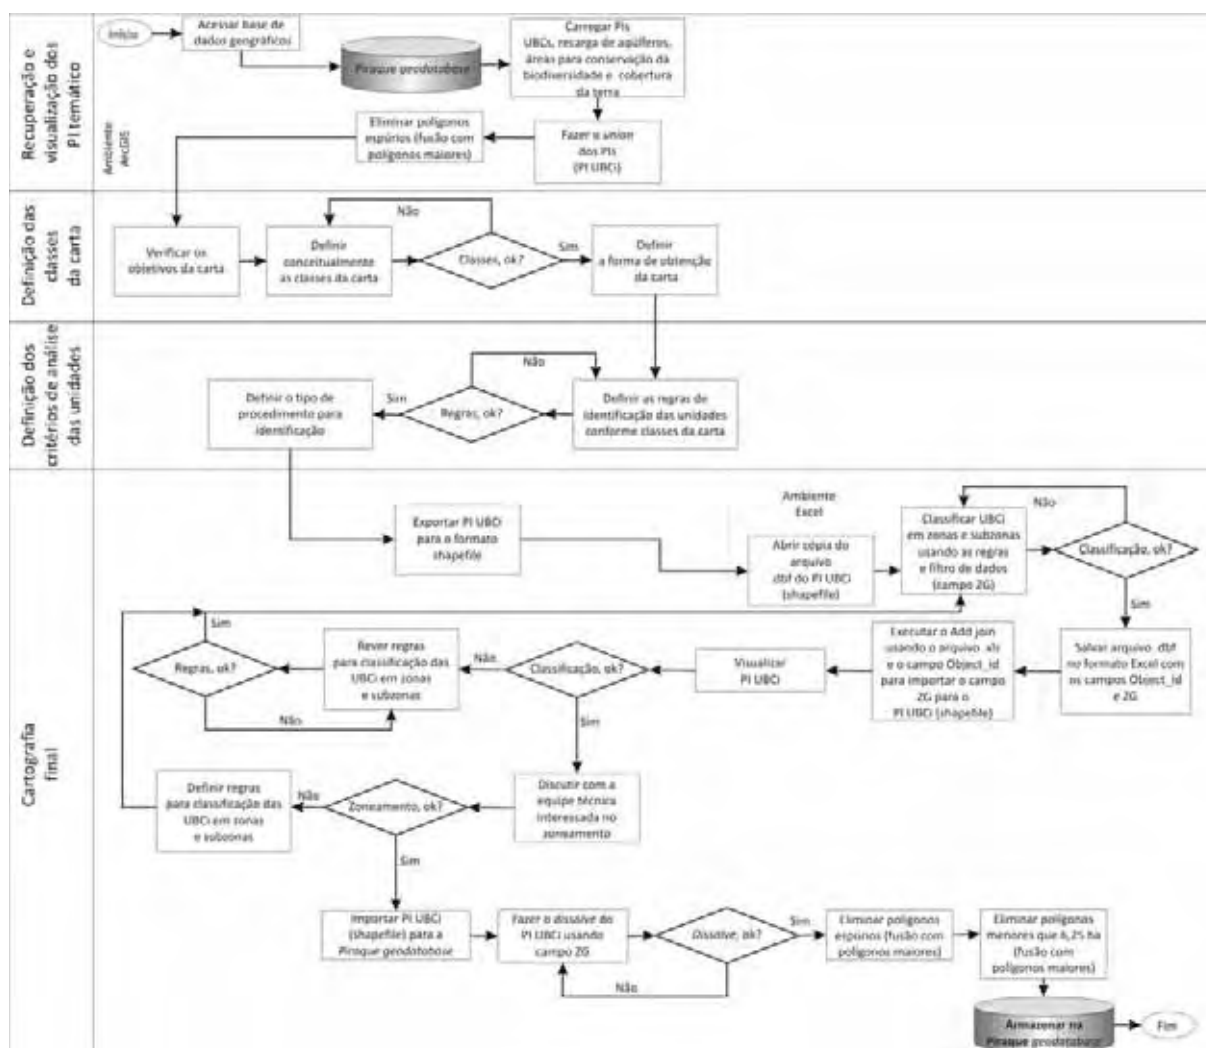 Recuperação e
visualização dos
PI temático
Ambiente
ArcGIS
Início
Acessar base de
dados geográficos
Piraque geodatabase
Carregar PIs
UBCs, recarga de aqüíferos,
áreas para conservação da
biodiversidade e cobertura
da terra
Eliminar polígonos
espúrios (fusão com
polígonos maiores)
Fazer o union
dos PIs
(PI UBCi)
Definição das
classes
da carta
Verificar os
objetivos da carta
Definir
conceitualmente
as classes da carta
Não
Classes, ok?
Sim
Definir
a forma de obtenção
da carta
Definição dos
critérios de análise
das unidades
Definir o tipo de
procedimento para
identificação
Sim
Regras, ok?
Não
Definir as regras de
identificação das unidades
conforme classes da carta
Cartografia
final
Exportar PI UBCi
para o formato
shapefile
Ambiente
Excel
Abrir cópia do
arquivo
.dbf do PI UBCi
(shapefile)
Classificar UBCi
em zonas e subzonas
usando as regras
e filtro de dados
(campo ZG)
Não
Classificação, ok?
Sim
Sim
Regras, ok?
Não
Rever regras
para classificação das
UBCi em zonas
e subzonas
Não
Classificação, ok?
Sim
Visualizar
PI UBCi
Executar o Add join
usando o arquivo .xls
e o campo Object_id
para importar o campo
ZG para o
PI UBCi (shapefile)
Salvar arquivo .dbf
no formato Excel com
os campos Object_id
e ZG
Definir regras
para classificação das
UBCi em zonas
e subzonas
Não
Zoneamento, ok?
Sim
Discutir com a
equipe técnica
interessada no
zoneamento
Importar PI UBCi
(shapefile) para a
Piraque geodatabase
Fazer o dissolve do
PI UBCi usando
campo ZG
Dissolve, ok?
Sim
Não
Eliminar polígonos
espúrios (fusão com
polígonos maiores)
Eliminar polígonos
menores que 6,25 ha
(fusão com
polígonos maiores)
Armazenar na
Piraque geodatabase
Fim